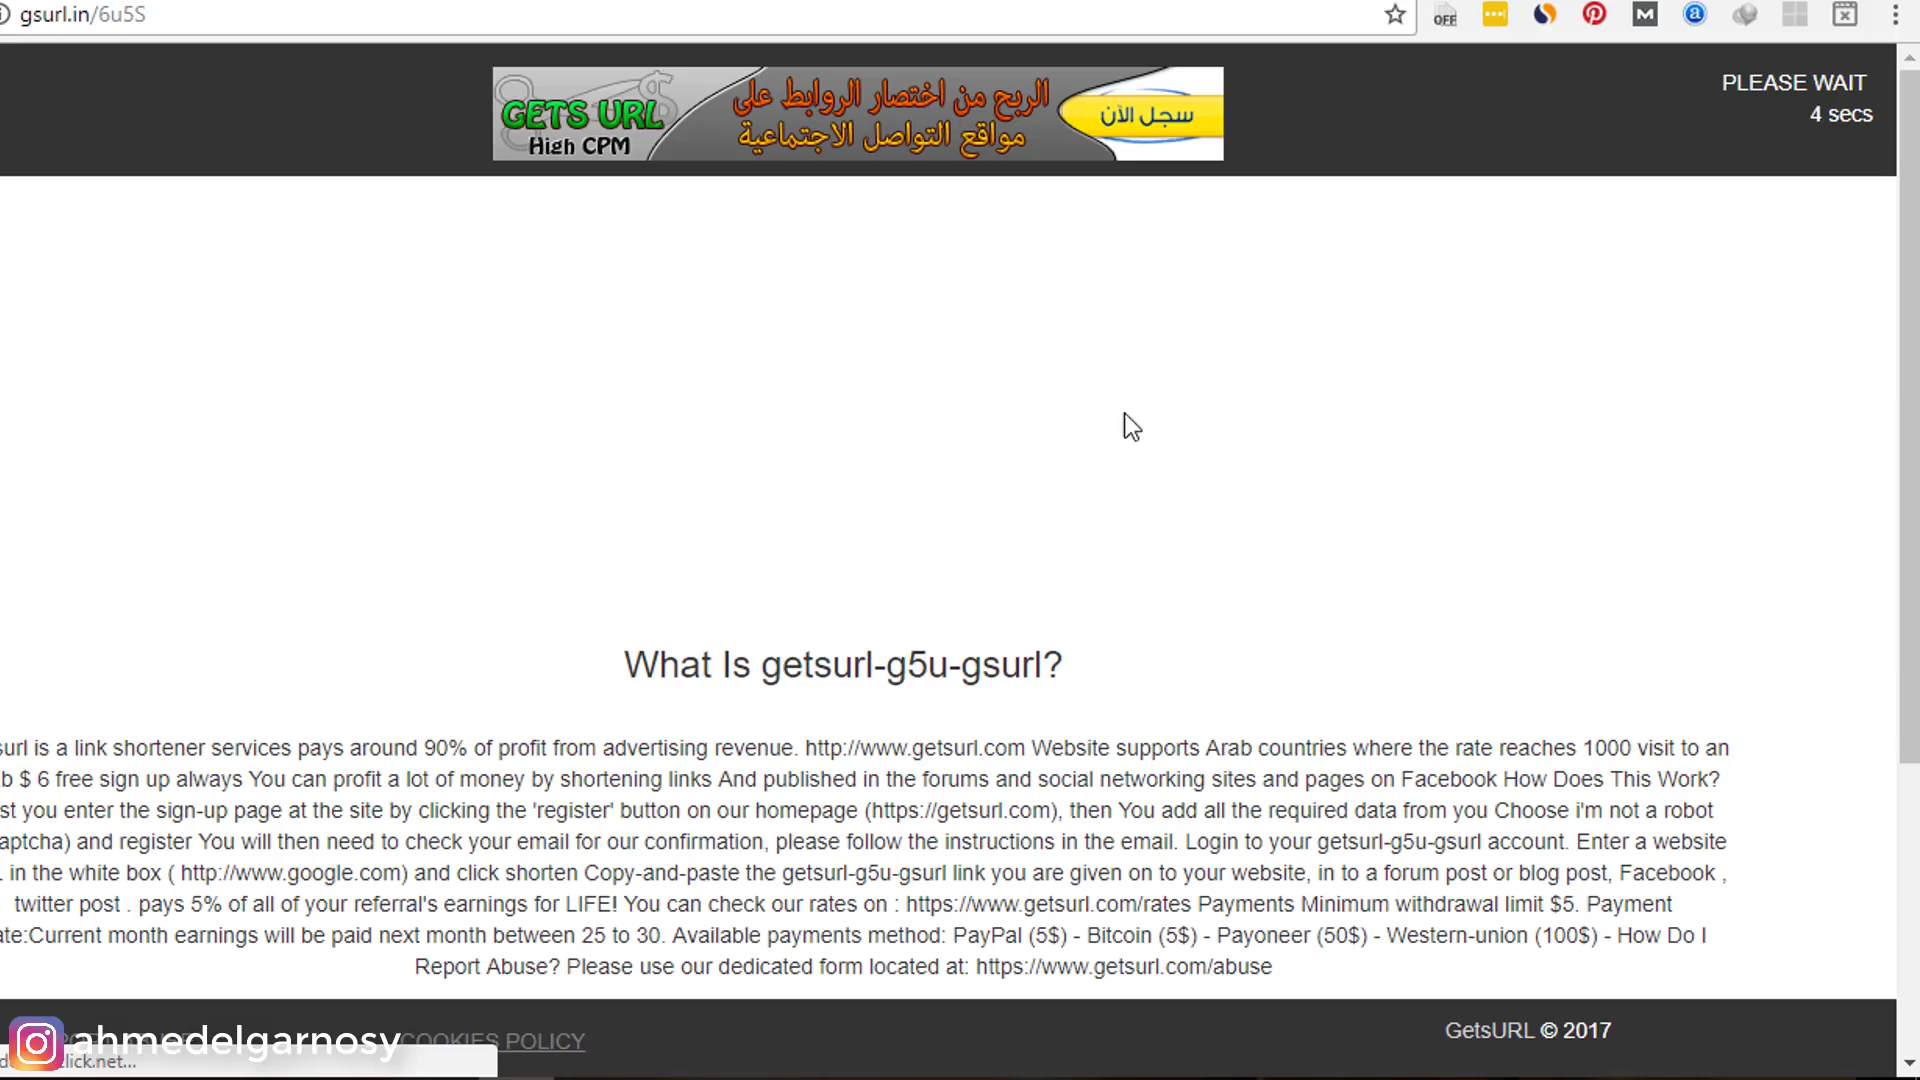 gsurl.in/6u5S
OFF
GETS URL
High CPM
الربح من اختصار الروابط على
مواقع التواصل الاجتماعية
سجل الآن
PLEASE WAIT
4 secs
What Is getsurl-g5u-gsurl?
surl is a link shortener services pays around 90% of profit from advertising revenue. http://www.getsurl.com Website supports Arab countries where the rate reaches 1000 visit to an
b $ 6 free sign up always You can profit a lot of money by shortening links And published in the forums and social networking sites and pages on Facebook How Does This Work?
st you enter the sign-up page at the site by clicking the 'register' button on our homepage (https://getsurl.com), then You add all the required data from you Choose i'm not a robot
aptcha) and register You will then need to check your email for our confirmation, please follow the instructions in the email. Login to your getsurl-g5u-gsurl account. Enter a website
. in the white box ( http://www.google.com) and click shorten Copy-and-paste the getsurl-g5u-gsurl link you are given on to your website, in to a forum post or blog post, Facebook ,
twitter post . pays 5% of all of your referral's earnings for LIFE! You can check our rates on : https://www.getsurl.com/rates Payments Minimum withdrawal limit $5. Payment
ate:Current month earnings will be paid next month between 25 to 30. Available payments method: PayPal (5$) - Bitcoin (5$) - Payoneer (50$) - Western-union (100$) - How Do I
Report Abuse? Please use our dedicated form located at: https://www.getsurl.com/abuse
ahmedelgarnosy
COOKIES POLICY
GetsURL © 2017
click.net...